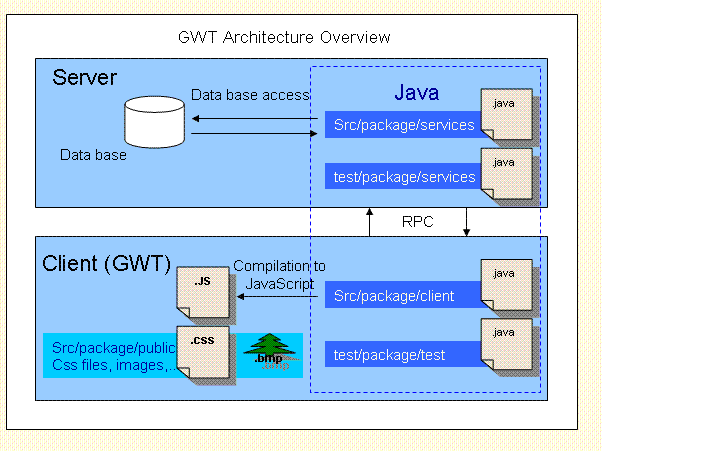 GWT Architecture Overview
Server
Data base access
Java
.java
Src/package/services
Data base
.java
test/package/services
RPC
Client (GWT)
Compilation to
JavaScript
.java
.JS
Src/package/client
.java
.css
Src/package/public
Css files, images,..
.bmp
test/package/test